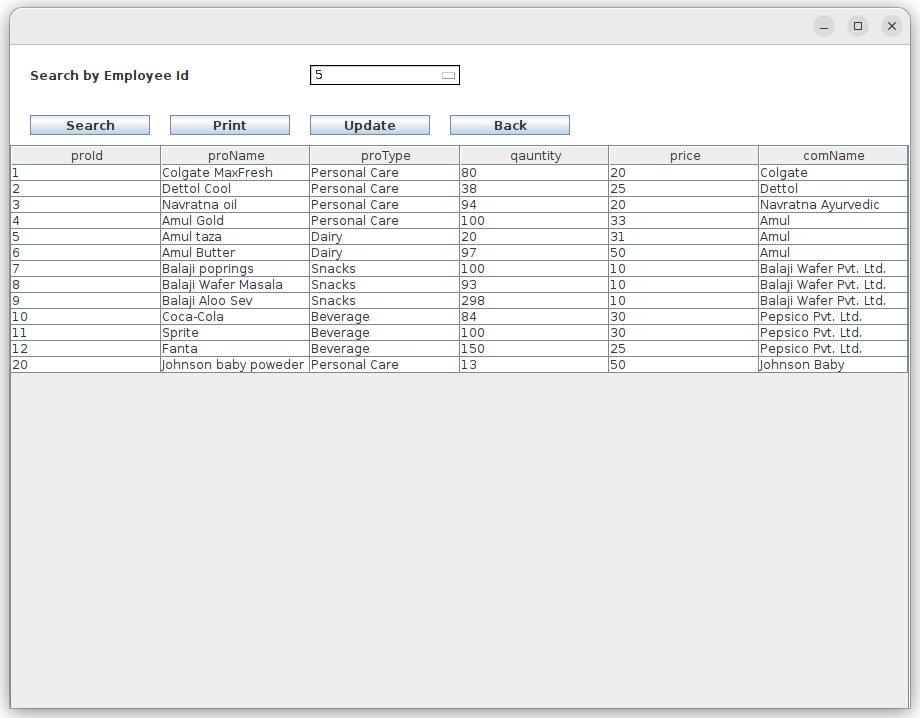 Search by Employee Id 5
Search Print Update Back
proId proName proType qauntity price comName
1 Colgate MaxFresh Personal Care 80 20 Colgate
2 Dettol Cool Personal Care 38 25 Dettol
3 Navratna oil Personal Care 94 20 Navratna Ayurvedic
4 Amul Gold Personal Care 100 33 Amul
5 Amul taza Dairy 20 31 Amul
6 Amul Butter Dairy 97 50 Amul
7 Balaji poprings Snacks 100 10 Balaji Wafer Pvt. Ltd.
8 Balaji Wafer Masala Snacks 93 10 Balaji Wafer Pvt. Ltd.
9 Balaji Aloo Sev Snacks 298 10 Balaji Wafer Pvt. Ltd.
10 Coca-Cola Beverage 84 30 Pepsico Pvt. Ltd.
11 Sprite Beverage 100 30 Pepsico Pvt. Ltd.
12 Fanta Beverage 150 25 Pepsico Pvt. Ltd.
20 Johnson baby poweder Personal Care 13 50 Johnson Baby